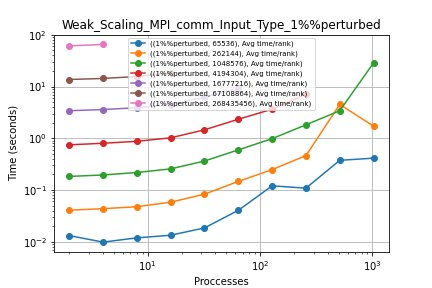 Weak_Scaling_MPI_comm_Input_Type_1%%perturbed
((1%%perturbed, 65536), Avg time/rank)
((1%%perturbed, 262144), Avg time/rank)
((1%%perturbed, 1048576), Avg time/rank)
((1%%perturbed, 4194304), Avg time/rank)
((1%%perturbed, 16777216), Avg time/rank)
((1%%perturbed, 67108864), Avg time/rank)
((1%%perturbed, 268435456), Avg time/rank)
Time (seconds)
10²
10¹
10⁰
10⁻¹
10⁻²
10¹ 10² 10³
Proccesses